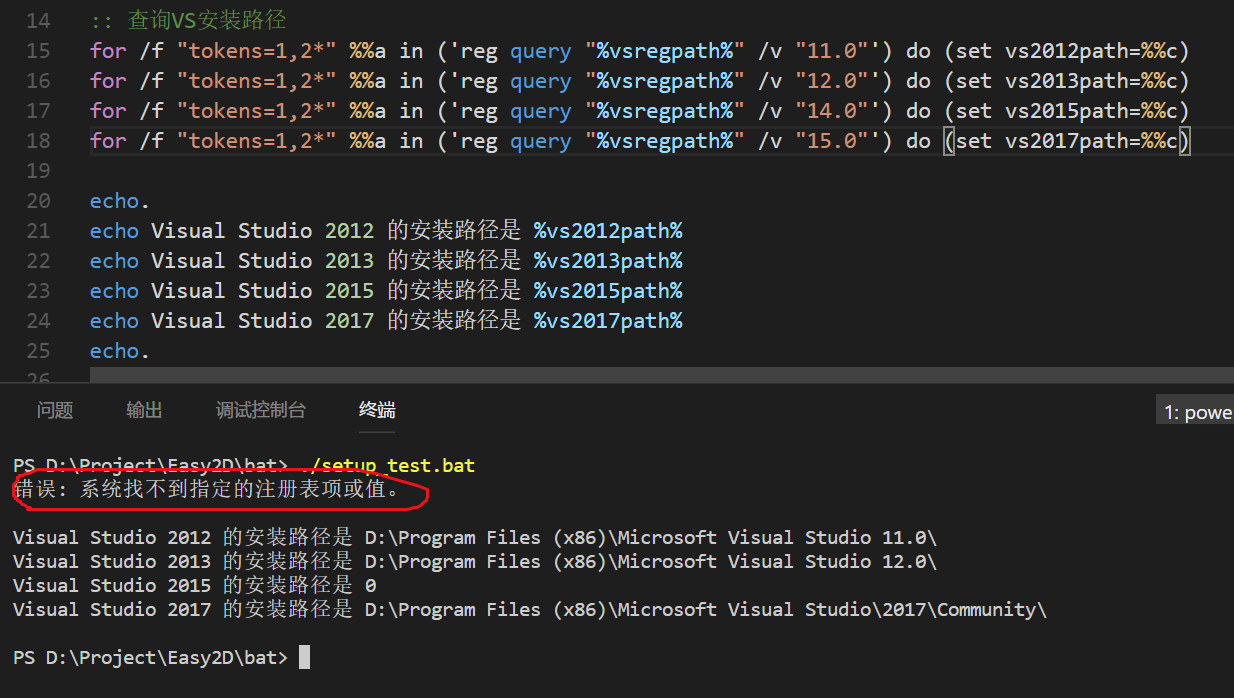 14 :: 查询VS安装路径
15 for /f "tokens=1,2*" %%a in ('reg query "%vsregpath%" /v "11.0"') do (set vs2012path=%%c)
16 for /f "tokens=1,2*" %%a in ('reg query "%vsregpath%" /v "12.0"') do (set vs2013path=%%c)
17 for /f "tokens=1,2*" %%a in ('reg query "%vsregpath%" /v "14.0"') do (set vs2015path=%%c)
18 for /f "tokens=1,2*" %%a in ('reg query "%vsregpath%" /v "15.0"') do (set vs2017path=%%c)
19
20 echo.
21 echo Visual Studio 2012 的安装路径是 %vs2012path%
22 echo Visual Studio 2013 的安装路径是 %vs2013path%
23 echo Visual Studio 2015 的安装路径是 %vs2015path%
24 echo Visual Studio 2017 的安装路径是 %vs2017path%
25 echo.
26
问题 输出 调试控制台 终端 1: powe
PS D:\Project\Easy2D\bat> ./setup_test.bat
错误: 系统找不到指定的注册表项或值。
Visual Studio 2012 的安装路径是 D:\Program Files (x86)\Microsoft Visual Studio 11.0\
Visual Studio 2013 的安装路径是 D:\Program Files (x86)\Microsoft Visual Studio 12.0\
Visual Studio 2015 的安装路径是 0
Visual Studio 2017 的安装路径是 D:\Program Files (x86)\Microsoft Visual Studio\2017\Community\
PS D:\Project\Easy2D\bat>